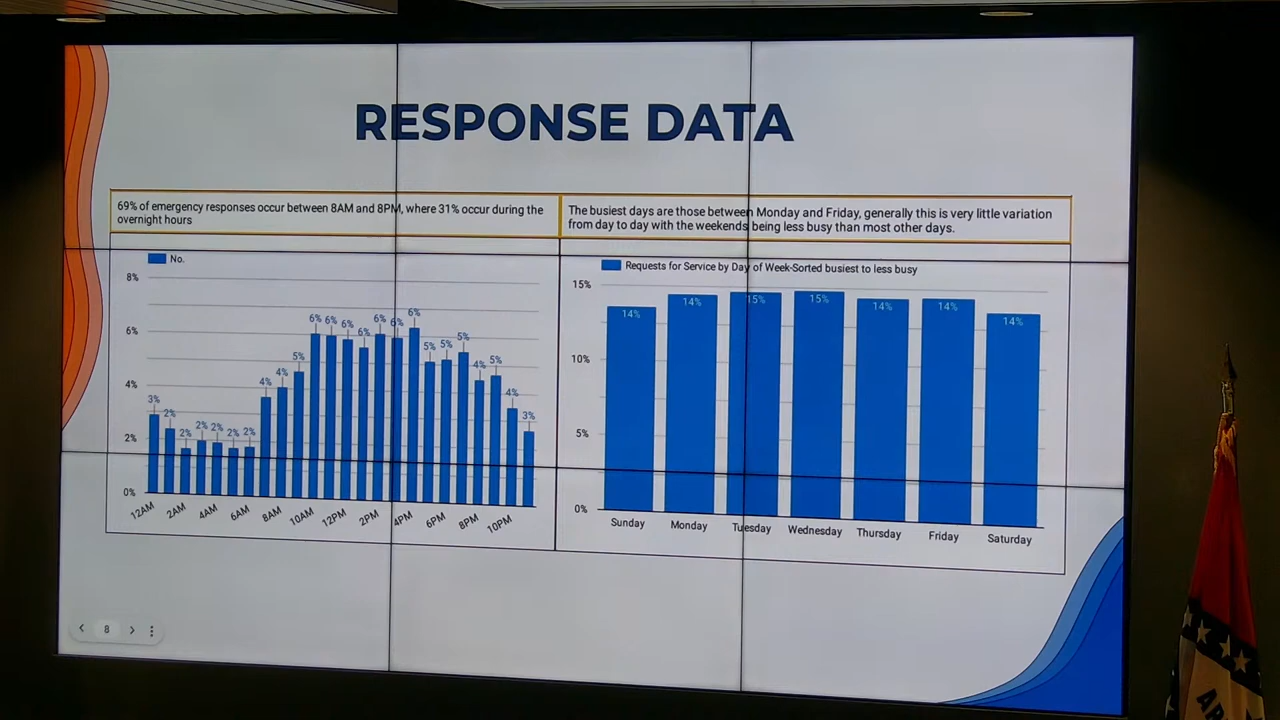 RESPONSE DATA
69% of emergency responses occur between 8AM and 8PM, where 31% occur during the
overnight hours
The busiest days are those between Monday and Friday, generally this is very little variation
from day to day with the weekends being less busy than most other days.
No.
8%
6%
4%
2%
0%
3% 2% 2% 2% 2% 2% 2% 4% 4% 5% 6% 6% 6% 6% 6% 6% 6% 5% 5% 5% 4% 5% 4% 3%
12AM 2AM 4AM 6AM 8AM 10AM 12PM 2PM 4PM 6PM 8PM 10PM
Requests for Service by Day of Week-Sorted busiest to less busy
15%
10%
5%
0%
14% 14% 15% 15% 14% 14% 14%
Sunday Monday Tuesday Wednesday Thursday Friday Saturday
8